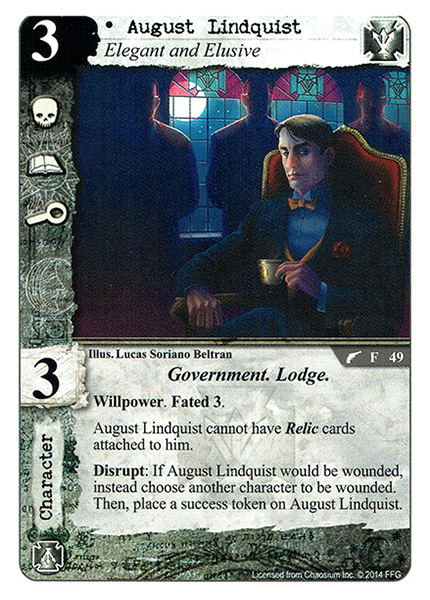 3
• August Lindquist
Elegant and Elusive
Illus. Lucas Soriano Beltran
F 49
3
Government. Lodge.
Willpower. Fated 3.
August Lindquist cannot have Relic cards
attached to him.
Disrupt: If August Lindquist would be wounded,
instead choose another character to be wounded.
Then, place a success token on August Lindquist.
Character
Licensed from Chaosium Inc. © 2014 FFG